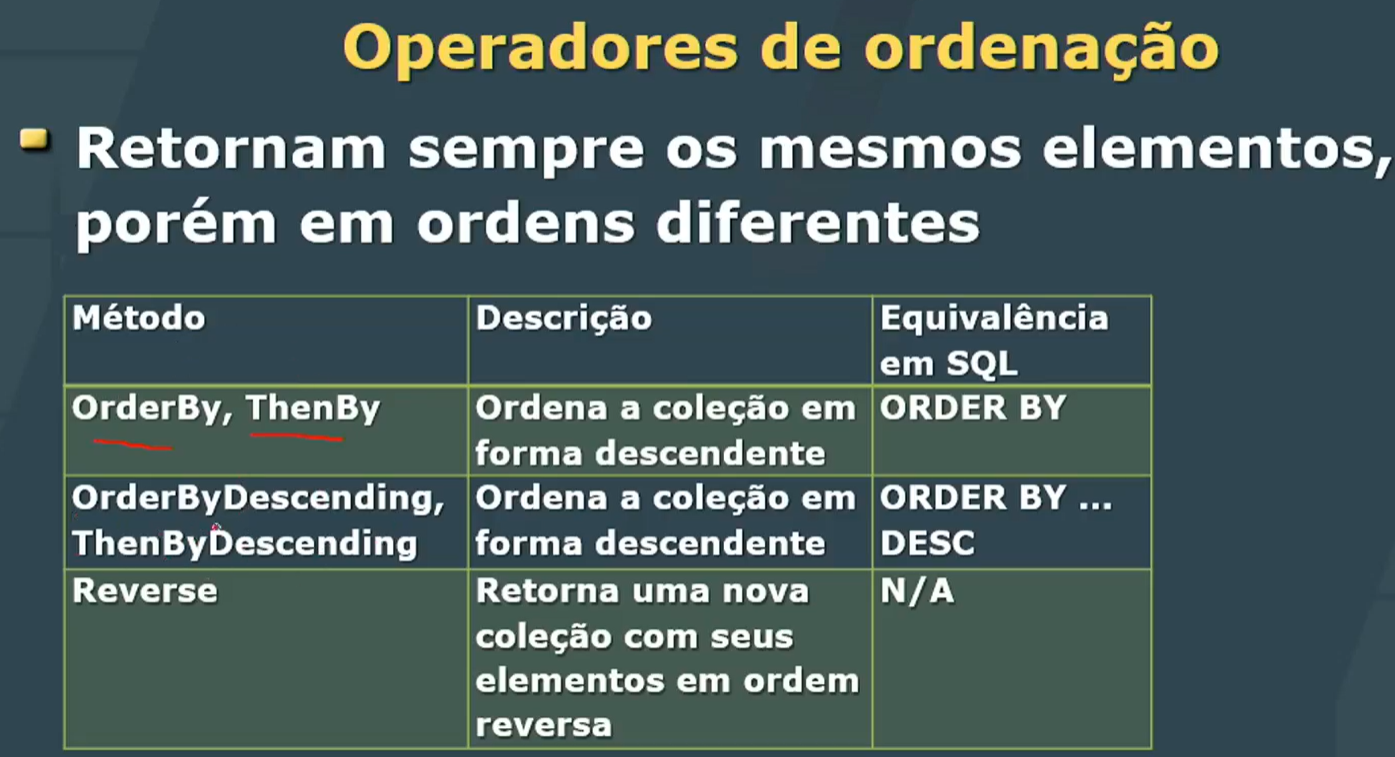 Operadores de ordenação
Retornam sempre os mesmos elementos,
porém em ordens diferentes
Método
Descrição
Equivalência
em SQL
OrderBy, ThenBy
Ordena a coleção em
forma descendente
ORDER BY
OrderByDescending,
ThenByDescending
Ordena a coleção em
forma descendente
ORDER BY ...
DESC
Reverse
Retorna uma nova
coleção com seus
elementos em ordem
reversa
N/A